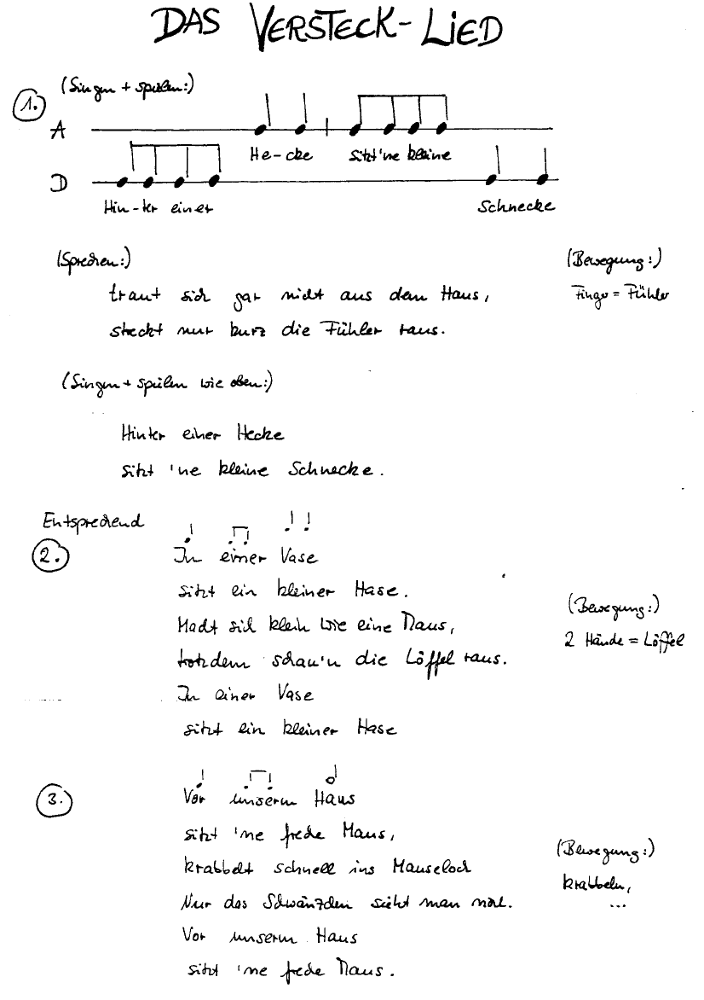 DAS VERSTECK-LIED
(Singen + spielen:)
1.
A
He-cke sitzt 'ne kleine
D
Hin-ter einer Schnecke
(Sprechen:) (Bewegung:)
traut sich gar nicht aus dem Haus, Finger = Fühler
steckt nur kurz die Fühler raus.
(Singen + spielen wie oben:)
Hinter einer Hecke
sitzt 'ne kleine Schnecke.
Entsprechend
2. In einer Vase
sitzt ein kleiner Hase.
Macht sich klein wie eine Maus, (Bewegung:)
trotzdem schau'n die Löffel raus. 2 Hände = Löffel
In einer Vase
sitzt ein kleiner Hase
3. Vor unserm Haus
sitzt 'ne freche Maus,
krabbelt schnell ins Mauseloch (Bewegung:)
Nur das Schwänzchen sieht man noch. krabbeln, ...
Vor unserm Haus
sitzt 'ne freche Maus.